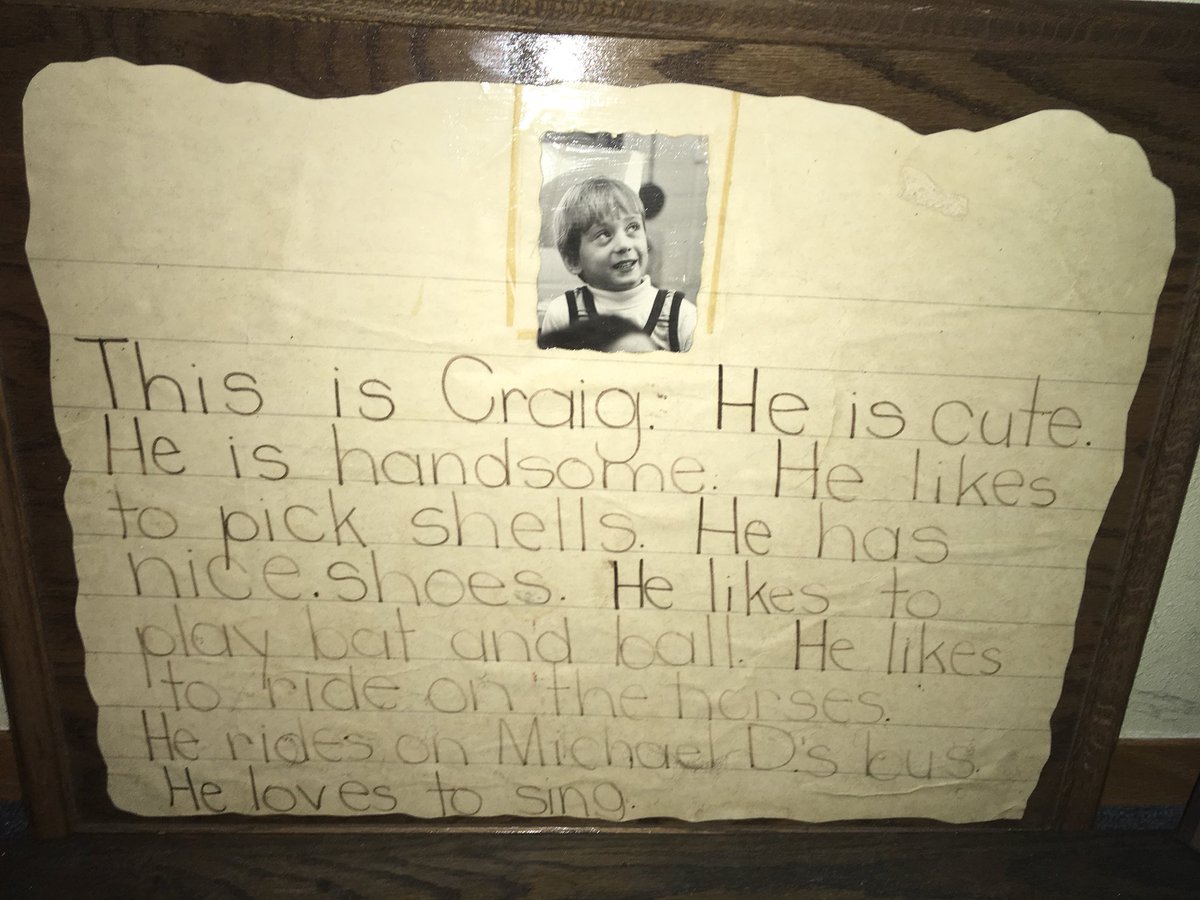 This is Craig. He is cute.
He is handsome. He likes
to pick shells. He has
nice.shoes. He likes to
play bat and ball. He likes
to ride on the horses.
He rides on Michael D.'s bus.
He loves to sing.